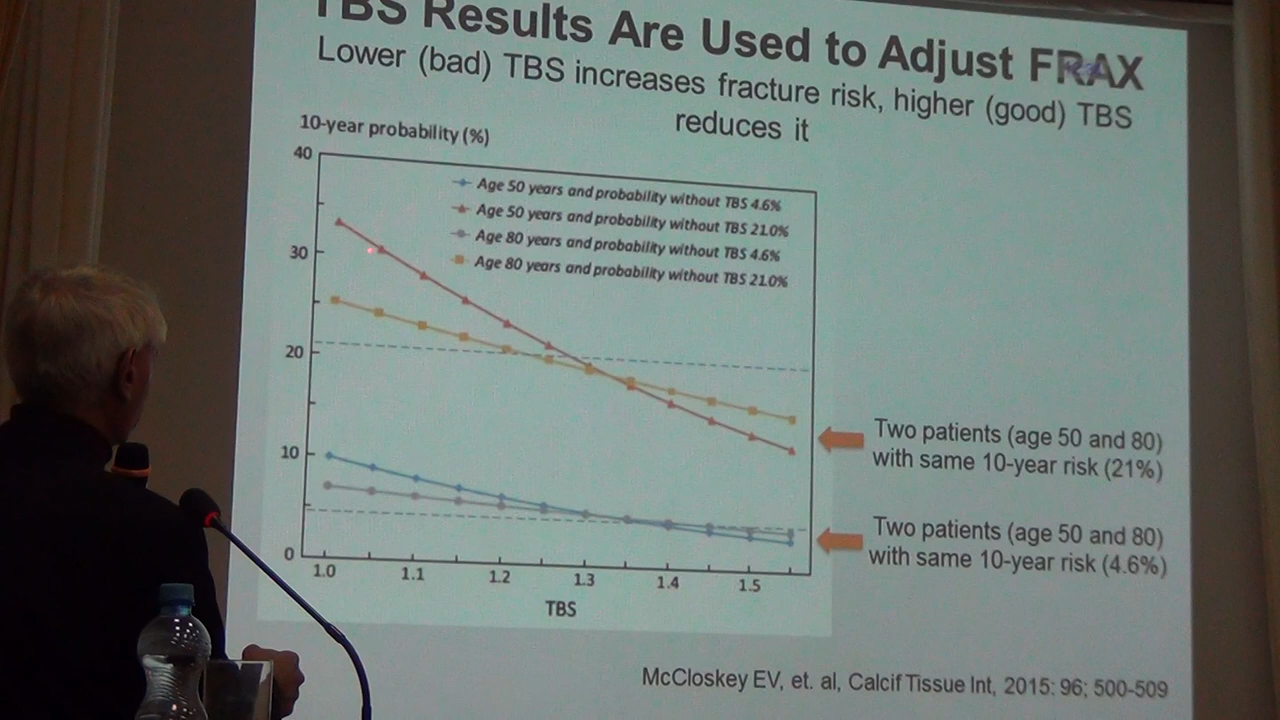 TBS Results Are Used to Adjust FRAX
Lower (bad) TBS increases fracture risk, higher (good) TBS
reduces it
10-year probability (%)
40
30
20
10
0
Age 50 years and probability without TBS 4.6%
Age 50 years and probability without TBS 21.0%
Age 80 years and probability without TBS 4.6%
Age 80 years and probability without TBS 21.0%
1.0 1.1 1.2 1.3 1.4 1.5
TBS
Two patients (age 50 and 80)
with same 10-year risk (21%)
Two patients (age 50 and 80)
with same 10-year risk (4.6%)
McCloskey EV, et. al, Calcif Tissue Int, 2015: 96; 500-509